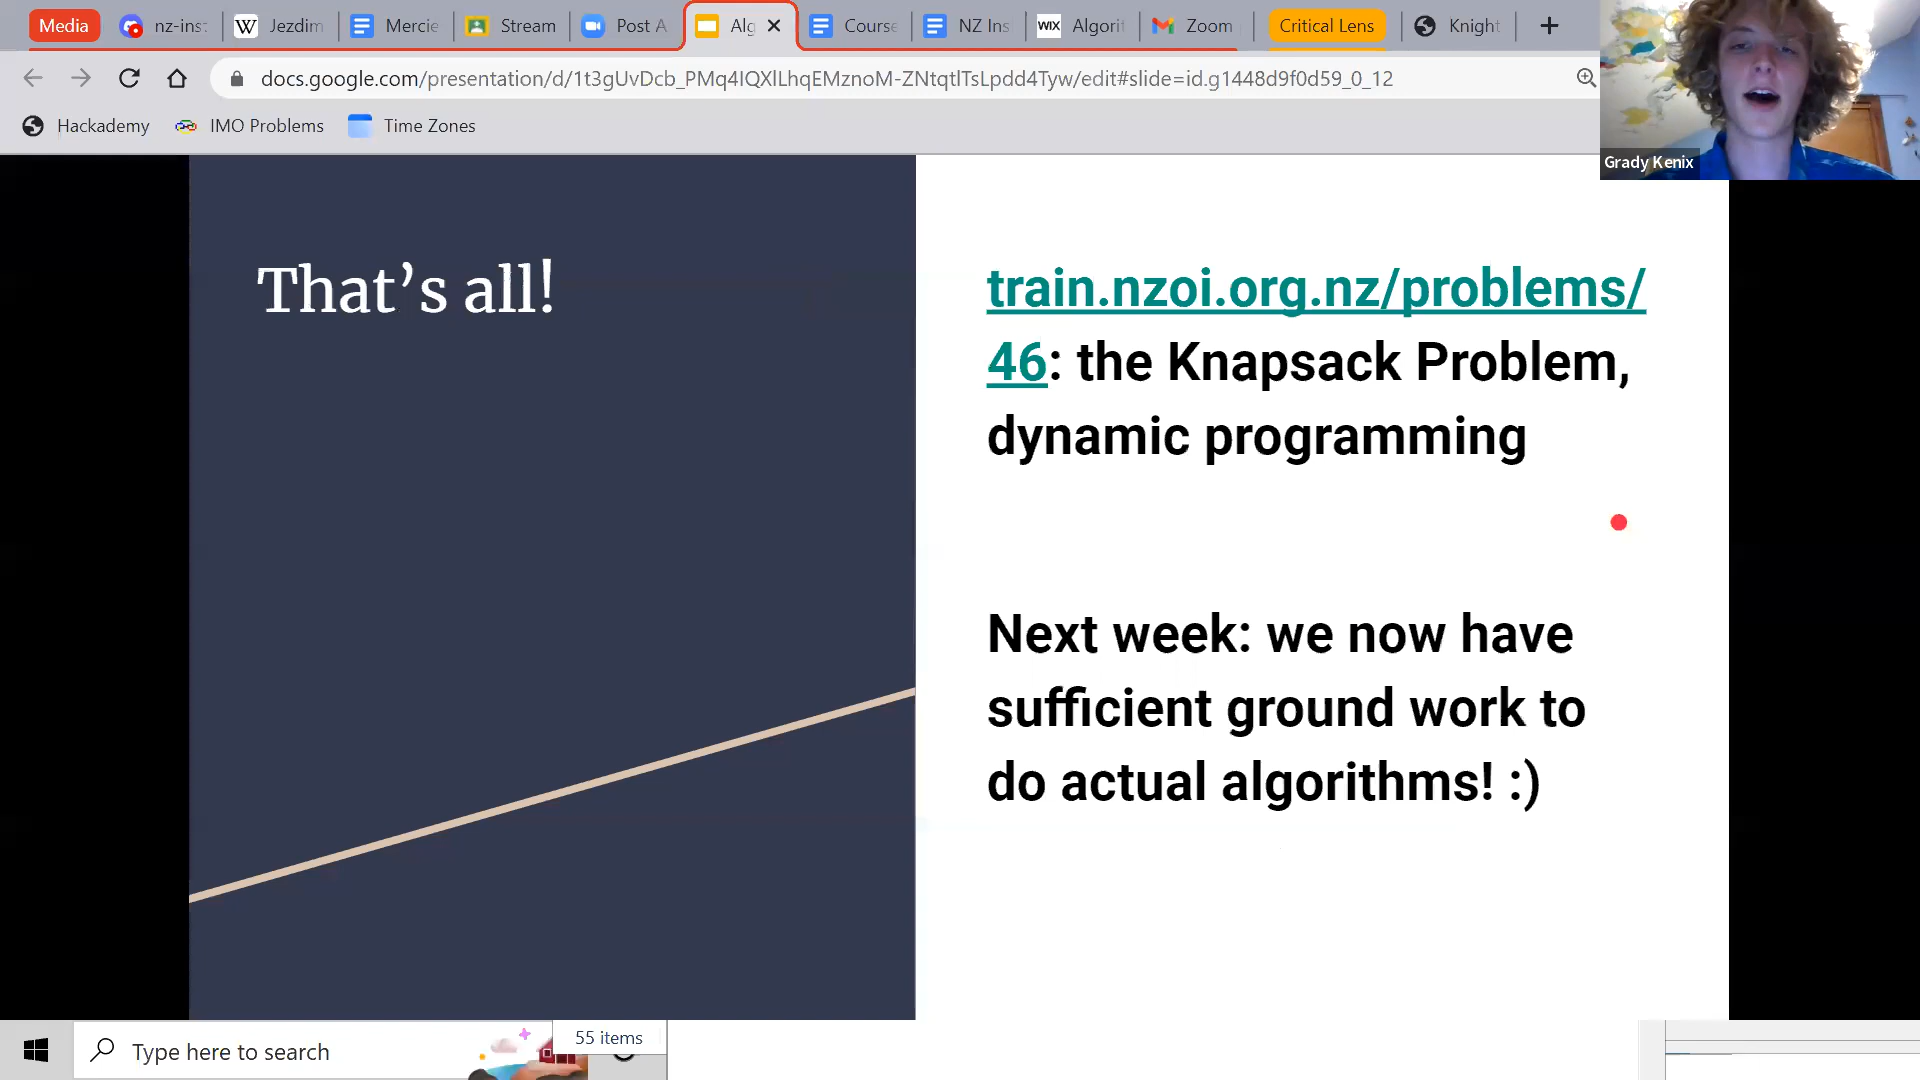 Media
nz-ins
Jezdim
Mercie
Stream
Post A
Alg
Course
NZ Ins
WIX
Algorit
Zoom
Critical Lens
Knight
docs.google.com/presentation/d/1t3gUvDcb_PMq4IQXlLhqEMznoM-ZNtqtlTsLpdd4Tyw/edit#slide=id.g1448d9f0d59_0_12
Hackademy
IMO Problems
Time Zones
Grady Kenix
That's all!
train.nzoi.org.nz/problems/
46: the Knapsack Problem,
dynamic programming
Next week: we now have
sufficient ground work to
do actual algorithms! :)
Type here to search
55 items